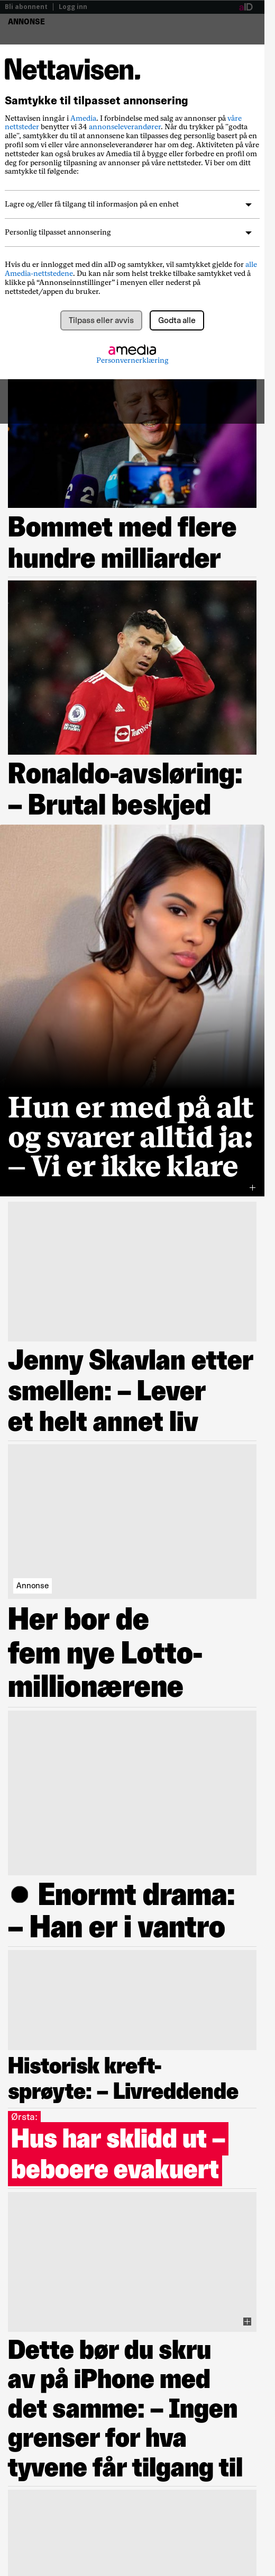 Bli abonnent | Logg inn
aID
ANNONSE
Nettavisen.
Samtykke til tilpasset annonsering
Nettavisen inngår i Amedia. I forbindelse med salg av annonser på våre
nettsteder benytter vi 34 annonseleverandører. Når du trykker på "godta
alle", samtykker du til at annonsene kan tilpasses deg personlig basert på en
profil som vi eller våre annonseleverandører har om deg. Aktiviteten på våre
nettsteder kan også brukes av Amedia til å bygge eller forbedre en profil om
deg for personlig tilpasning av annonser på våre nettsteder. Vi ber om ditt
samtykke til følgende:
Lagre og/eller få tilgang til informasjon på en enhet
Personlig tilpasset annonsering
Hvis du er innlogget med din aID og samtykker, vil samtykket gjelde for alle
Amedia-nettstedene. Du kan når som helst trekke tilbake samtykket ved å
klikke på “Annonseinnstillinger” i menyen eller nederst på
nettstedet/appen du bruker.
Tilpass eller avvis
Godta alle
amedia
Personvernerklæring
Bommet med flere
hundre milliarder
Ronaldo-avsløring:
– Brutal beskjed
Hun er med på alt
og svarer alltid ja:
– Vi er ikke klare
Jenny Skavlan etter
smellen: – Lever
et helt annet liv
Annonse
Her bor de
fem nye Lotto-
millionærene
● Enormt drama:
– Han er i vantro
Historisk kreft-
sprøyte: – Livreddende
Ørsta:
Hus har sklidd ut –
beboere evakuert
Dette bør du skru
av på iPhone med
det samme: – Ingen
grenser for hva
tyvene får tilgang til